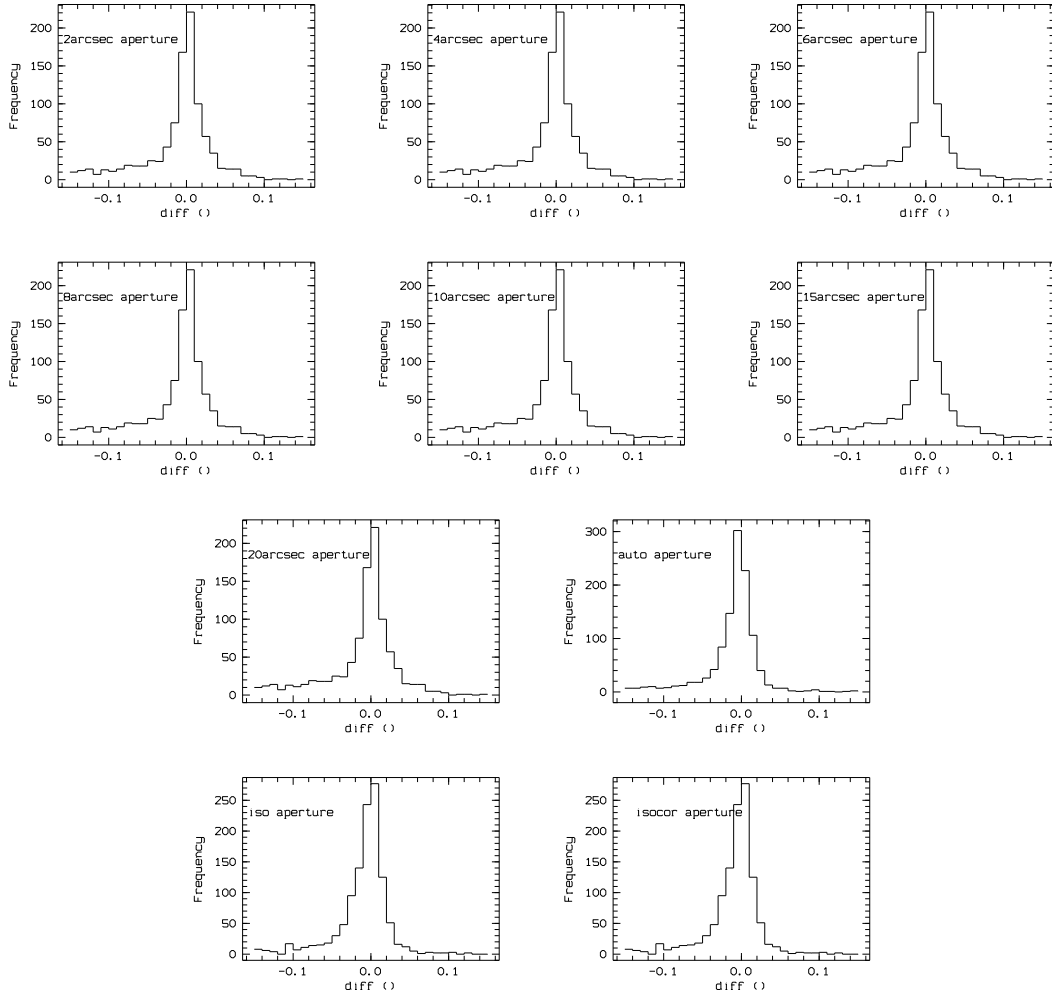 2arcsec aperture
Frequency
0
50
100
150
200
-0.1
0.0
0.1
diff ()
4arcsec aperture
Frequency
0
50
100
150
200
-0.1
0.0
0.1
diff ()
6arcsec aperture
Frequency
0
50
100
150
200
-0.1
0.0
0.1
diff ()
8arcsec aperture
Frequency
0
50
100
150
200
-0.1
0.0
0.1
diff ()
10arcsec aperture
Frequency
0
50
100
150
200
-0.1
0.0
0.1
diff ()
15arcsec aperture
Frequency
0
50
100
150
200
-0.1
0.0
0.1
diff ()
20arcsec aperture
Frequency
0
50
100
150
200
-0.1
0.0
0.1
diff ()
auto aperture
Frequency
0
100
200
300
-0.1
0.0
0.1
diff ()
iso aperture
Frequency
0
50
100
150
200
250
-0.1
0.0
0.1
diff ()
isocor aperture
Frequency
0
50
100
150
200
250
-0.1
0.0
0.1
diff ()